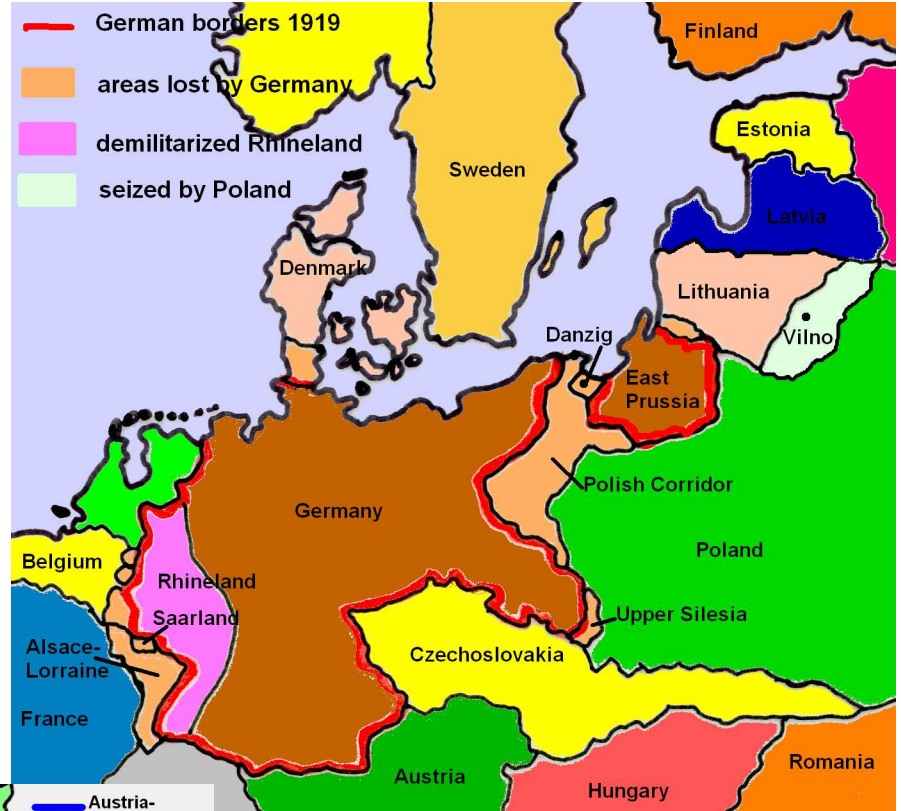 German borders 1919
areas lost by Germany
demilitarized Rhineland
seized by Poland
Finland
Estonia
Sweden
Latvia
Denmark
Lithuania
Vilno
Danzig
East
Prussia
Polish Corridor
Germany
Poland
Belgium
Rhineland
Saarland
Upper Silesia
Alsace-
Lorraine
Czechoslovakia
France
Austria
Romania
Hungary
Austria-